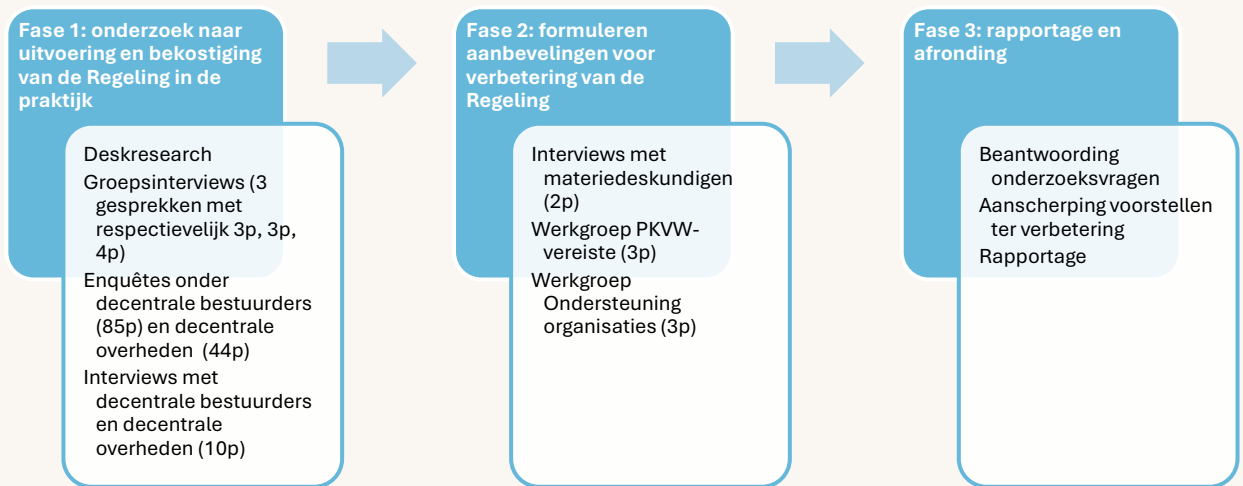 Fase 1: onderzoek naar
uitvoering en bekostiging
van de Regeling in de
praktijk
Deskresearch
Groepsinterviews (3
gesprekken met
respectievelijk 3p, 3p,
4p)
Enquêtes onder
decentrale bestuurders
(85p) en decentrale
overheden (44p)
Interviews met
decentrale bestuurders
en decentrale
overheden (10p)
Fase 2: formuleren
aanbevelingen voor
verbetering van de
Regeling
Interviews met
materiedeskundigen
(2p)
Werkgroep PKVW-
vereiste (3p)
Werkgroep
Ondersteuning
organisaties (3p)
Fase 3: rapportage en
afronding
Beantwoording
onderzoeksvragen
Aanscherping voorstellen
ter verbetering
Rapportage